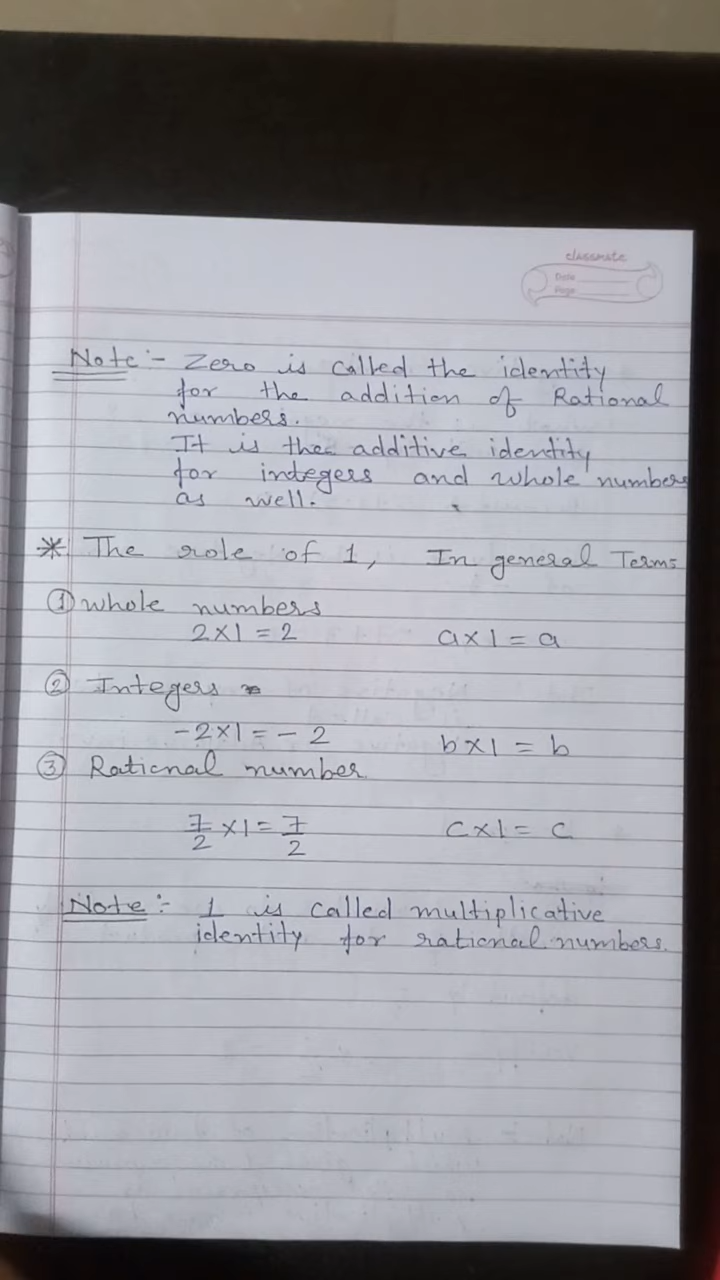 classmate
Date
Page
Note :- Zero is called the identity
for the addition of Rational
numbers.
It is the additive identity
for integers and whole numbers
as well.
* The role of 1, In general Terms
① Whole numbers
2×1 = 2 a×1 = a
② Integers
-2×1 = -2 b×1 = b
③ Rational number
7/2 ×1 = 7/2 c×1 = c
Note :- 1 is called multiplicative
identity for rational numbers.